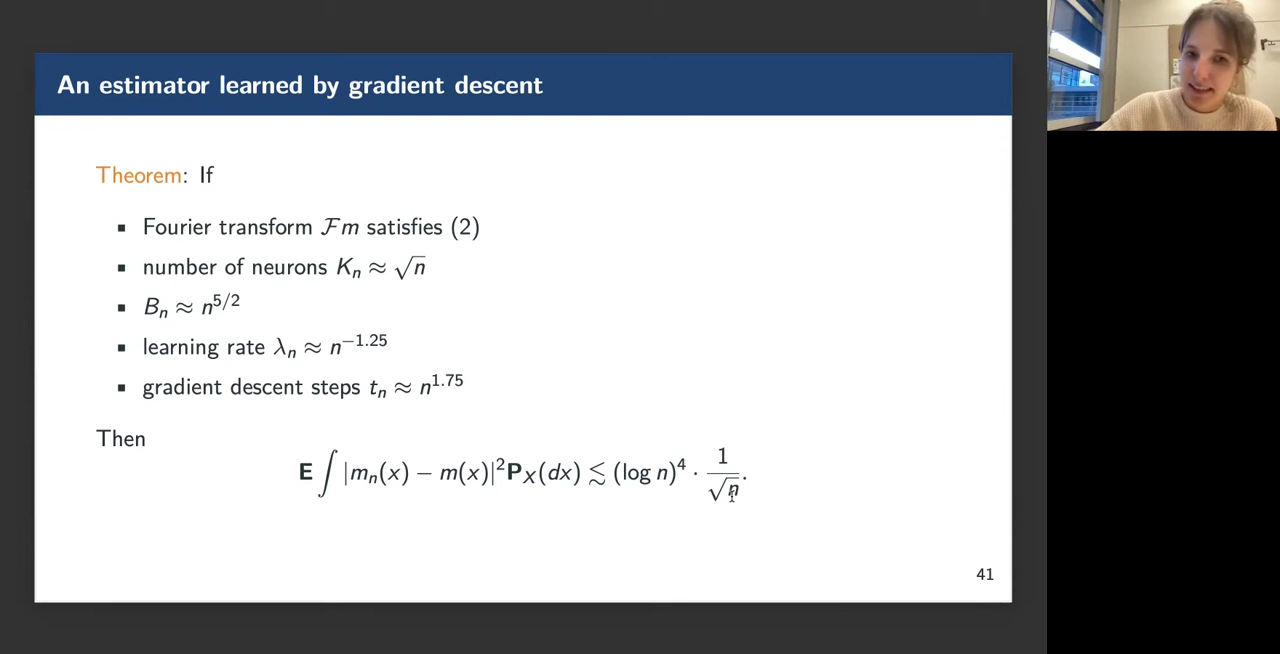 An estimator learned by gradient descent
Theorem: If
▪ Fourier transform ℱm satisfies (2)
▪ number of neurons Kₙ ≈ √n
▪ Bₙ ≈ n^{5/2}
▪ learning rate λₙ ≈ n^{−1.25}
▪ gradient descent steps tₙ ≈ n^{1.75}
Then
𝐄 ∫ |mₙ(x) − m(x)|² 𝐏_X(dx) ≲ (log n)⁴ · 1/√n.
41